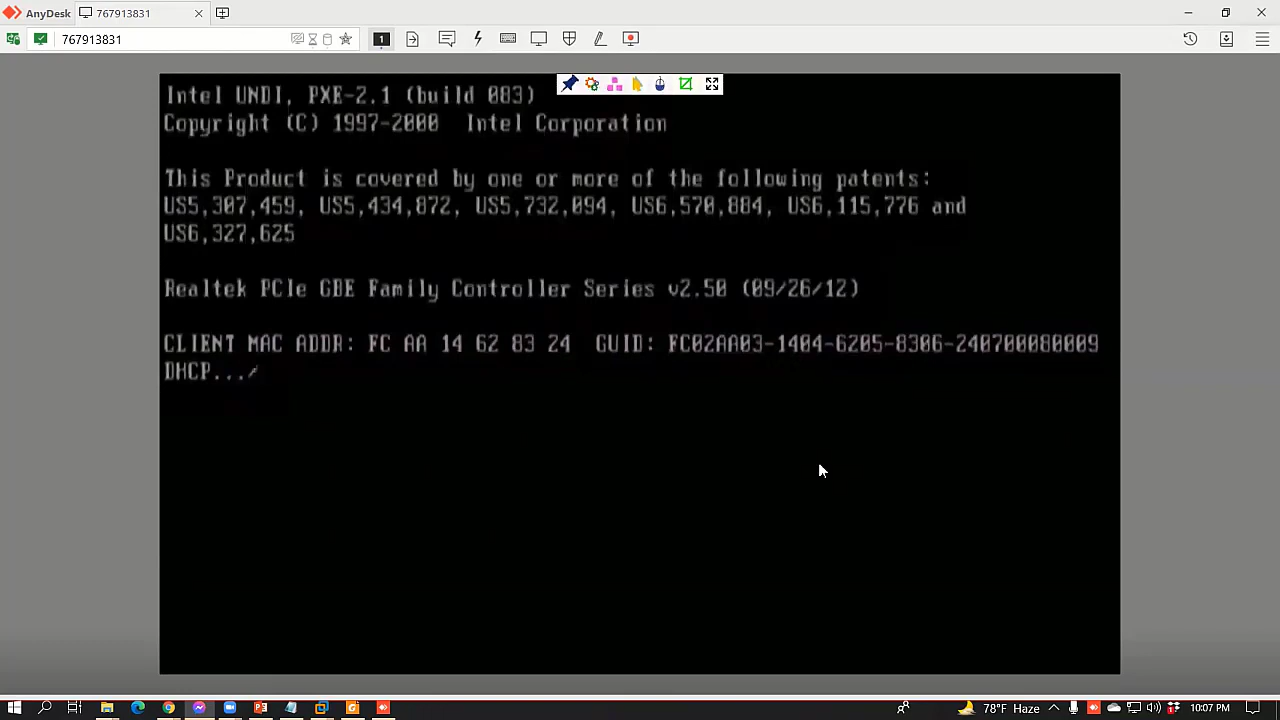 AnyDesk
767913831
767913831
1
Intel UNDI, PXE-2.1 (build 083)
Copyright (C) 1997-2000 Intel Corporation
This Product is covered by one or more of the following patents:
US5,307,459, US5,434,872, US5,732,094, US6,570,884, US6,115,776 and
US6,327,625
Realtek PCIe GBE Family Controller Series v2.50 (09/26/12)
CLIENT MAC ADDR: FC AA 14 62 83 24 GUID: FC02AA03-1404-6205-8306-240700080009
DHCP.../
78°F Haze
10:07 PM